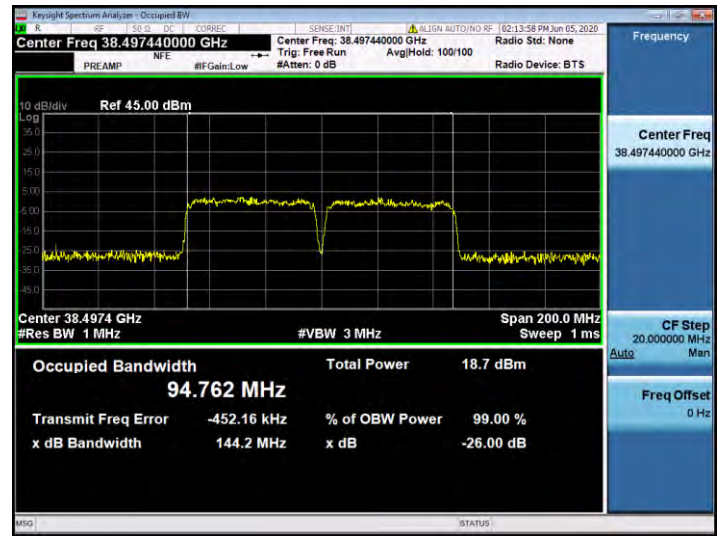 Keysight Spectrum Analyzer - Occupied BW
R RF 50 Ω DC CORREC SENSE:INT ALIGN AUTO/NO RF 02:13:58 PM Jun 05, 2020
Center Freq 38.497440000 GHz
Center Freq: 38.497440000 GHz Radio Std: None
NFE Trig: Free Run Avg|Hold: 100/100
PREAMP #IFGain:Low #Atten: 0 dB Radio Device: BTS
Frequency
10 dB/div Ref 45.00 dBm
Log
35.0
25.0
15.0
5.00
-5.00
-15.0
-25.0
-35.0
-45.0
Center 38.4974 GHz Span 200.0 MHz
#Res BW 1 MHz #VBW 3 MHz Sweep 1 ms
Occupied Bandwidth Total Power 18.7 dBm
94.762 MHz
Transmit Freq Error -452.16 kHz % of OBW Power 99.00 %
x dB Bandwidth 144.2 MHz x dB -26.00 dB
Center Freq
38.497440000 GHz
CF Step
20.000000 MHz
Auto Man
Freq Offset
0 Hz
MSG STATUS